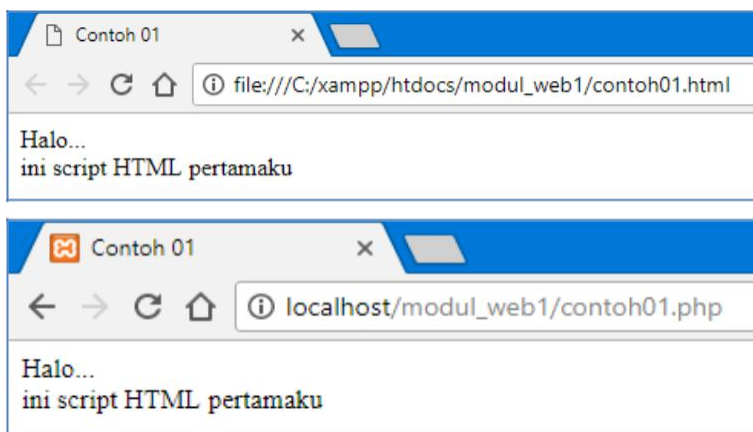 Contoh 01
file:///C:/xampp/htdocs/modul_web1/contoh01.html
Halo...
ini script HTML pertamaku
Contoh 01
localhost/modul_web1/contoh01.php
Halo...
ini script HTML pertamaku